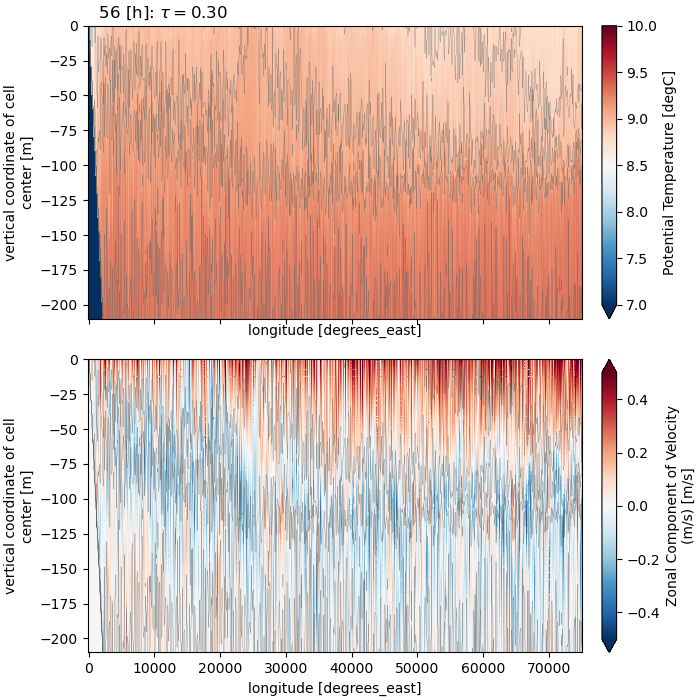 56 [h]: τ = 0.30
0
−25
−50
−75
−100
−125
−150
−175
−200
vertical coordinate of cell
center [m]
longitude [degrees_east]
10.0
9.5
9.0
8.5
8.0
7.5
7.0
Potential Temperature [degC]
0
−25
−50
−75
−100
−125
−150
−175
−200
vertical coordinate of cell
center [m]
0 10000 20000 30000 40000 50000 60000 70000
longitude [degrees_east]
0.4
0.2
0.0
−0.2
−0.4
Zonal Component of Velocity
(m/s) [m/s]